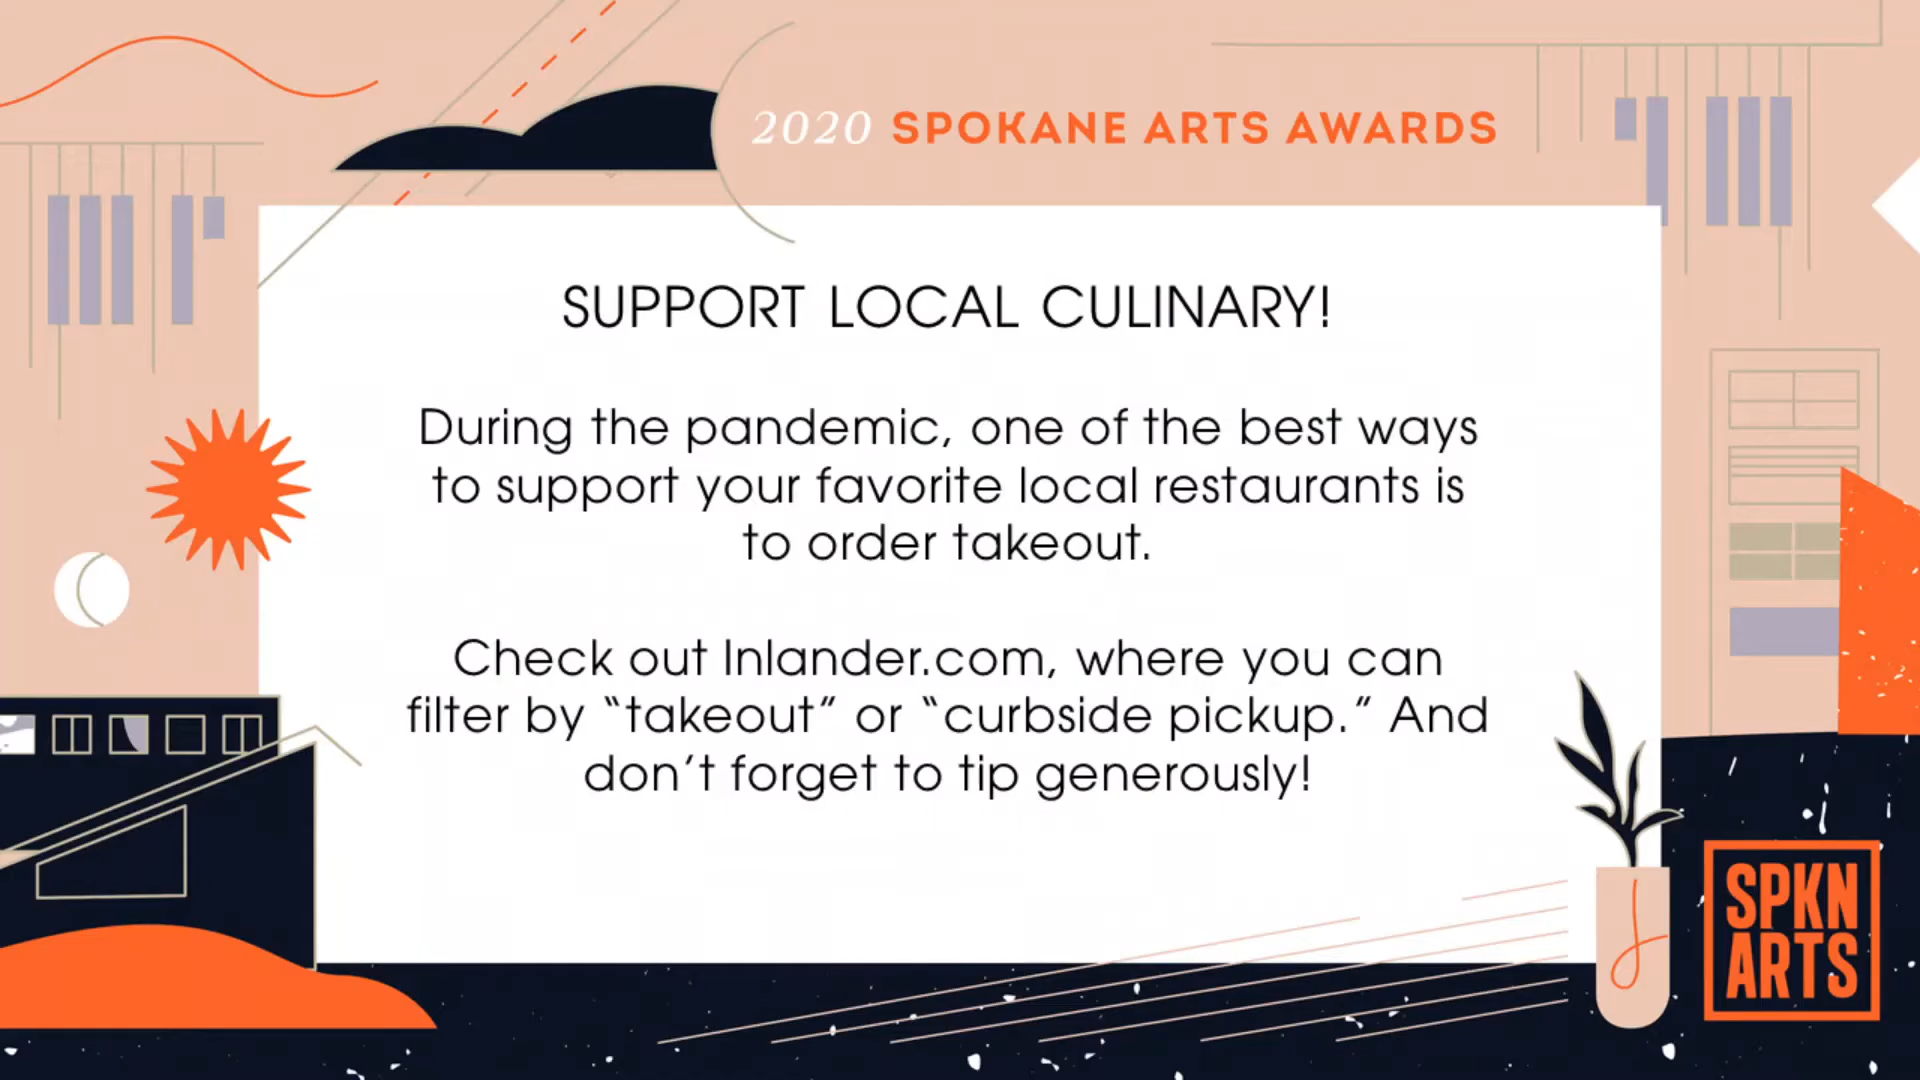 2020 SPOKANE ARTS AWARDS
SUPPORT LOCAL CULINARY!
During the pandemic, one of the best ways
to support your favorite local restaurants is
to order takeout.
Check out Inlander.com, where you can
filter by “takeout” or “curbside pickup.” And
don’t forget to tip generously!
SPKN
ARTS